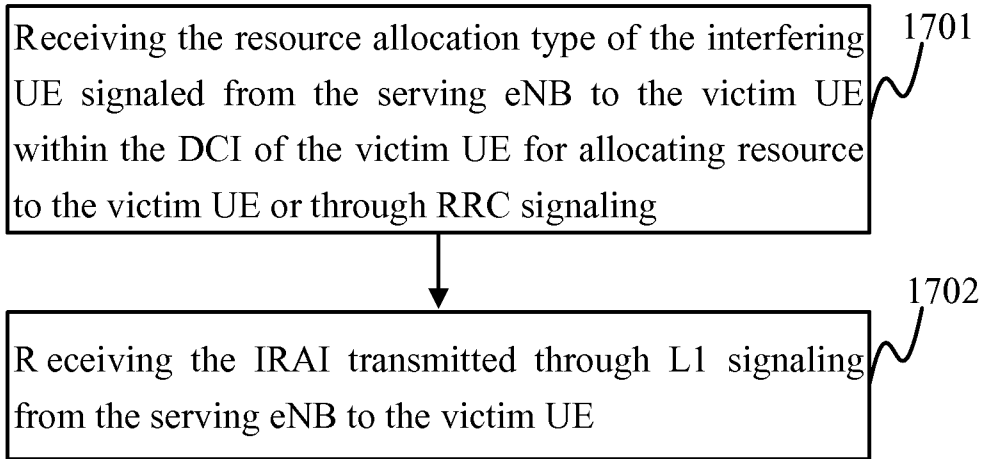 Receiving the resource allocation type of the interfering
UE signaled from the serving eNB to the victim UE
within the DCI of the victim UE for allocating resource
to the victim UE or through RRC signaling
1701
R eceiving the IRAI transmitted through L1 signaling
from the serving eNB to the victim UE
1702